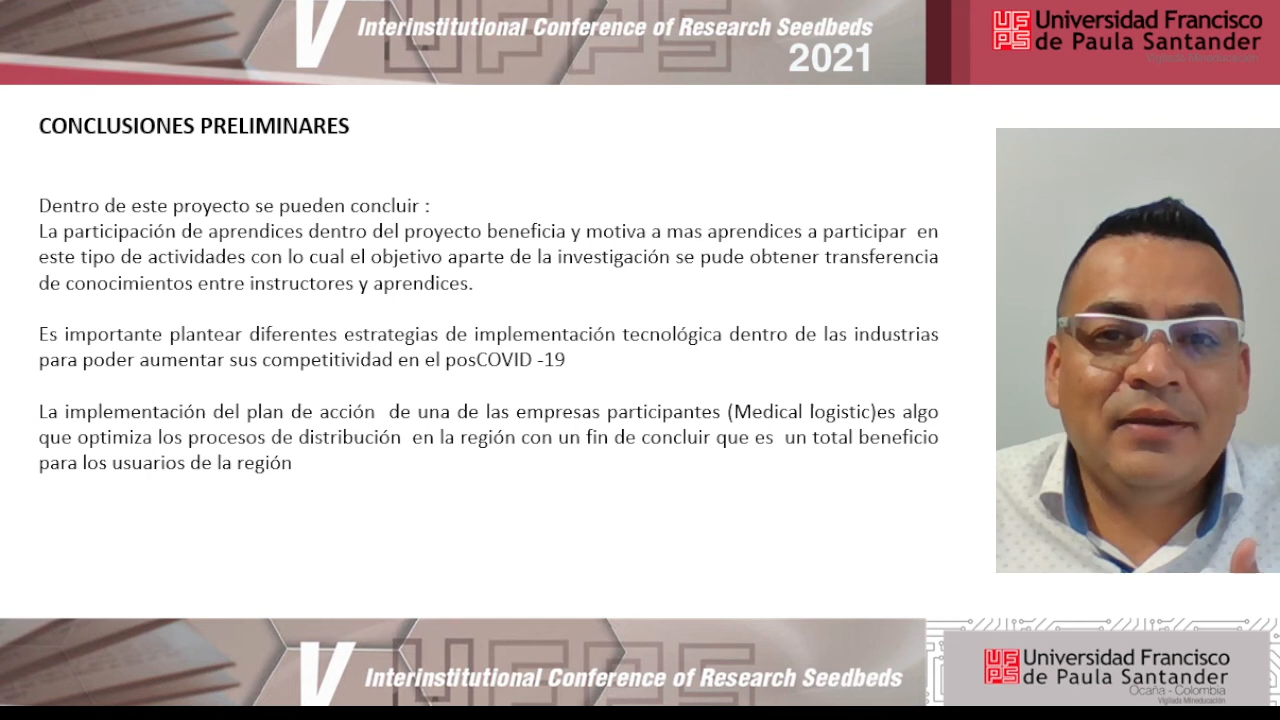 V Interinstitutional Conference of Research Seedbeds
2021
UFPS
Universidad Francisco
de Paula Santander
Vigilada Mineducación
CONCLUSIONES PRELIMINARES
Dentro de este proyecto se pueden concluir :
La participación de aprendices dentro del proyecto beneficia y motiva a mas aprendices a participar en
este tipo de actividades con lo cual el objetivo aparte de la investigación se pude obtener transferencia
de conocimientos entre instructores y aprendices.
Es importante plantear diferentes estrategias de implementación tecnológica dentro de las industrias
para poder aumentar sus competitividad en el posCOVID -19
La implementación del plan de acción de una de las empresas participantes (Medical logistic)es algo
que optimiza los procesos de distribución en la región con un fin de concluir que es un total beneficio
para los usuarios de la región
V Interinstitutional Conference of Research Seedbeds
UFPS
Universidad Francisco
de Paula Santander
Ocaña - Colombia
Vigilada Mineducación